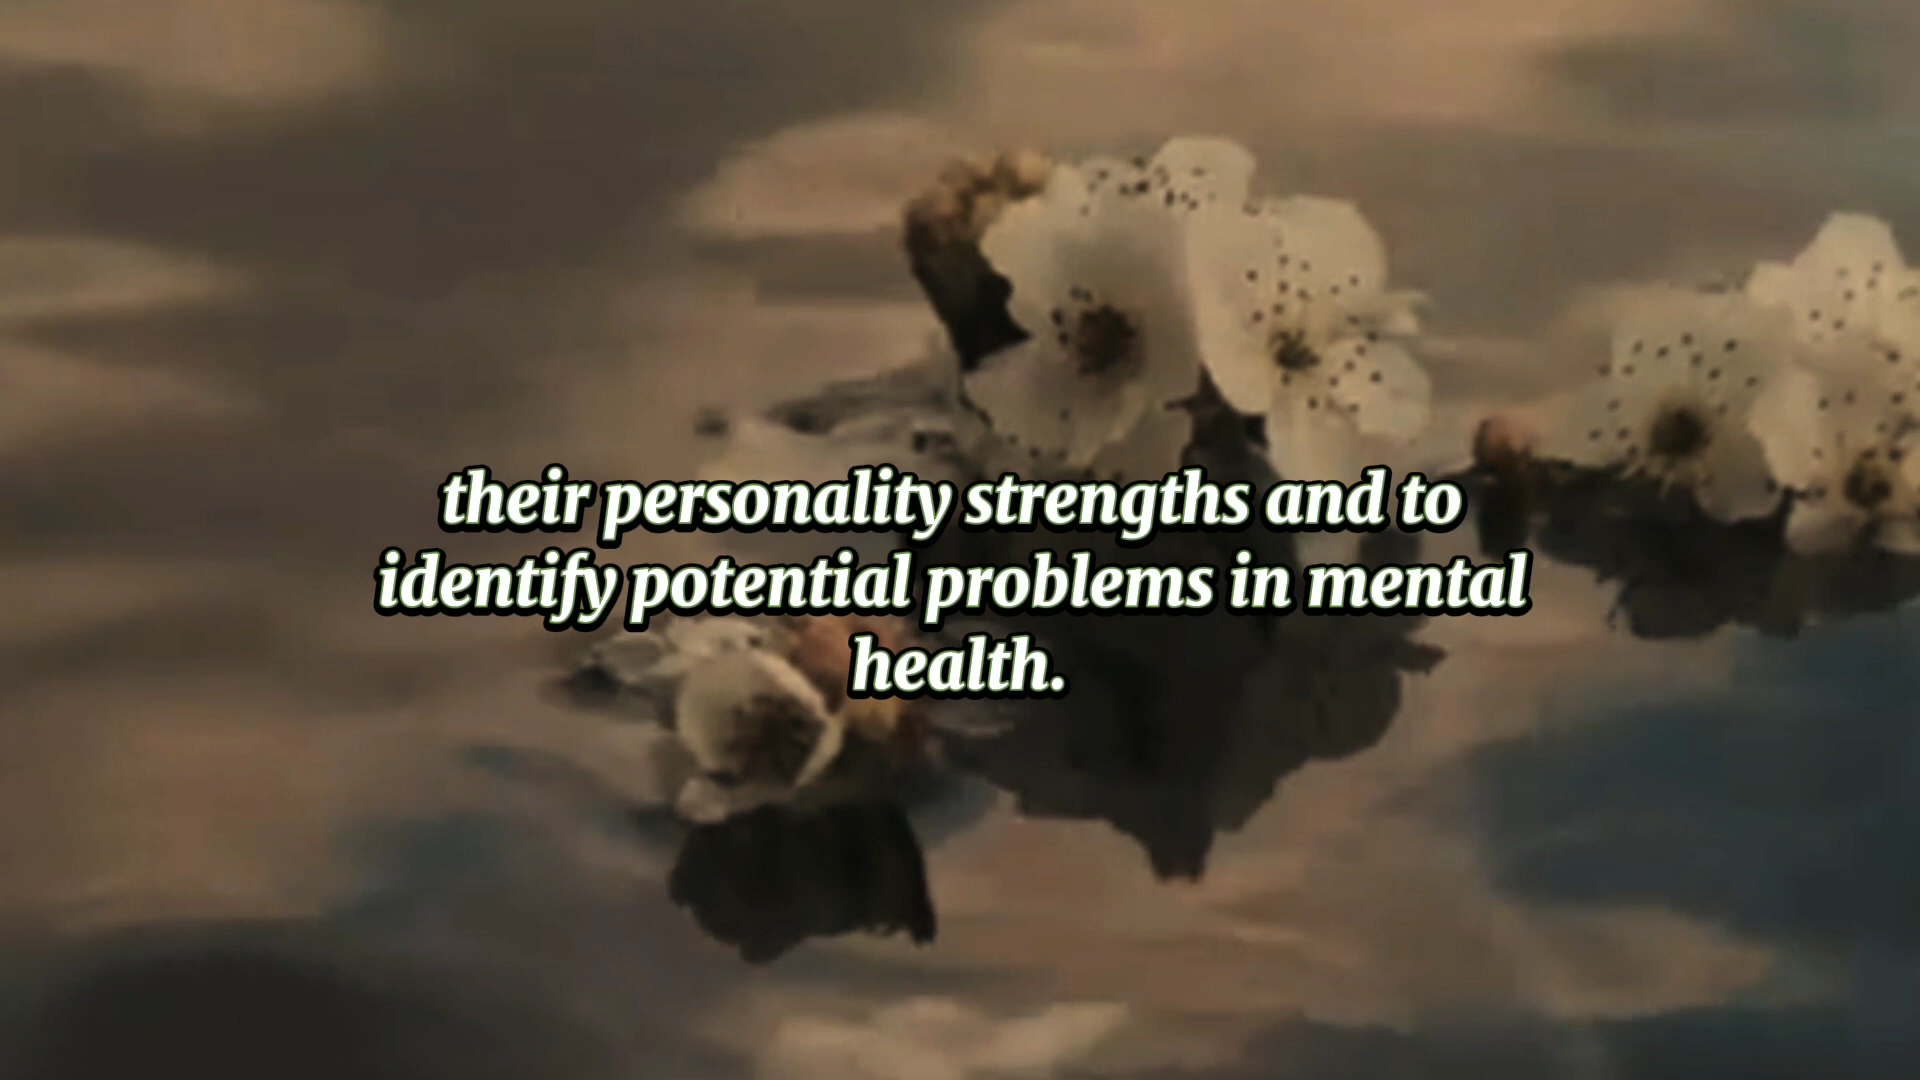 their personality strengths and to
identify potential problems in mental
health.